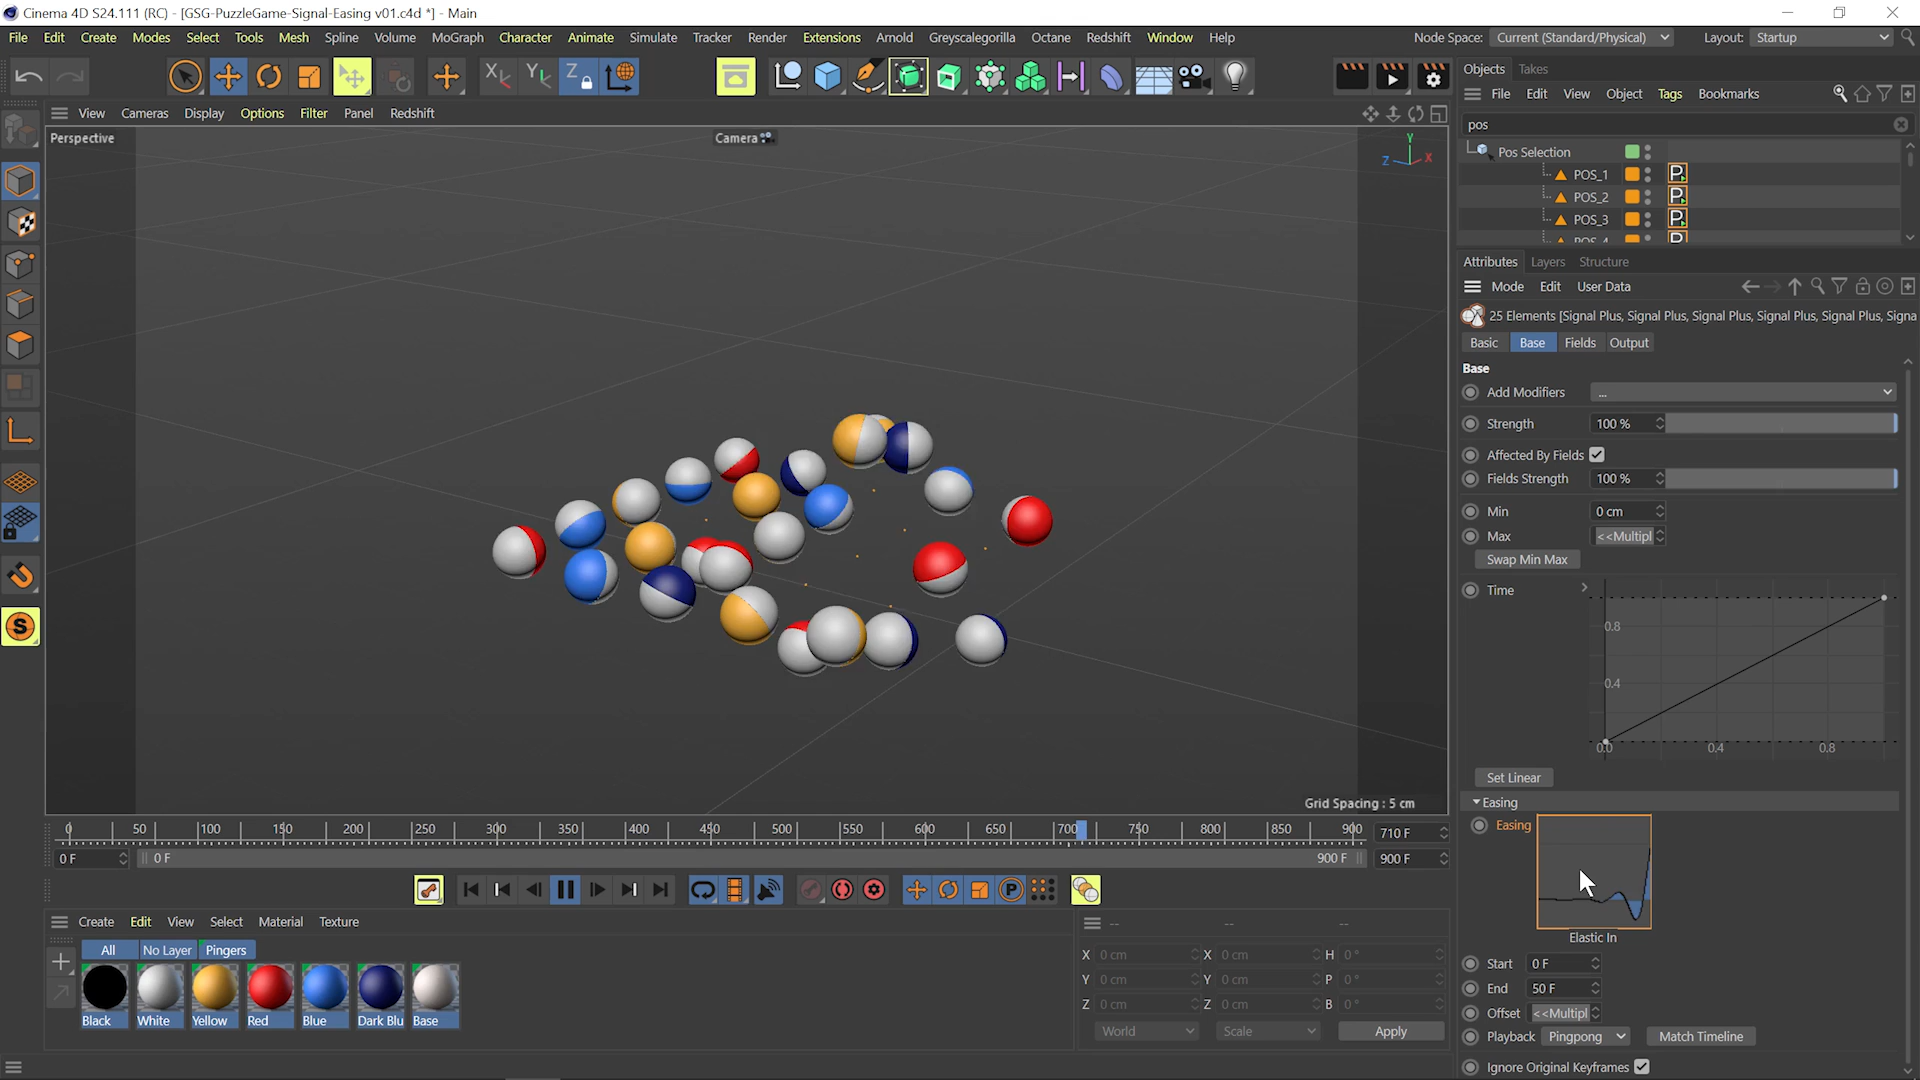 Cinema 4D S24.111 (RC) - [GSG-PuzzleGame-Signal-Easing v01.c4d *] - Main
File Edit Create Modes Select Tools Mesh Spline Volume MoGraph Character Animate Simulate Tracker Render Extensions Arnold Greyscalegorilla Octane Redshift Window Help Node Space: Current (Standard/Physical) Layout: Startup
X Y Z
Objects Takes
View Cameras Display Options Filter Panel Redshift
File Edit View Object Tags Bookmarks
Perspective
Camera
Y
Z X
pos
Pos Selection
POS_1
POS_2
POS_3
POS_4
Attributes Layers Structure
Mode Edit User Data
25 Elements [Signal Plus, Signal Plus, Signal Plus, Signal Plus, Signal Plus, Signa
Basic Base Fields Output
Base
Add Modifiers ...
Strength 100 %
Affected By Fields
Fields Strength 100 %
Min 0 cm
Max <<Multipl
Swap Min Max
Time
0.8
0.4
0.0 0.4 0.8
Set Linear
Easing
Easing
Elastic In
Start 0 F
End 50 F
Offset <<Multipl
Playback Pingpong Match Timeline
Ignore Original Keyframes
Grid Spacing : 5 cm
0 50 100 150 200 250 300 350 400 450 500 550 600 650 700 750 800 850 900 710 F
0 F 0 F 900 F 900 F
Create Edit View Select Material Texture
All No Layer Pingers
Black White Yellow Red Blue Dark Blu Base
-- -- --
X 0 cm X 0 cm H 0 °
Y 0 cm Y 0 cm P 0 °
Z 0 cm Z 0 cm B 0 °
World Scale Apply